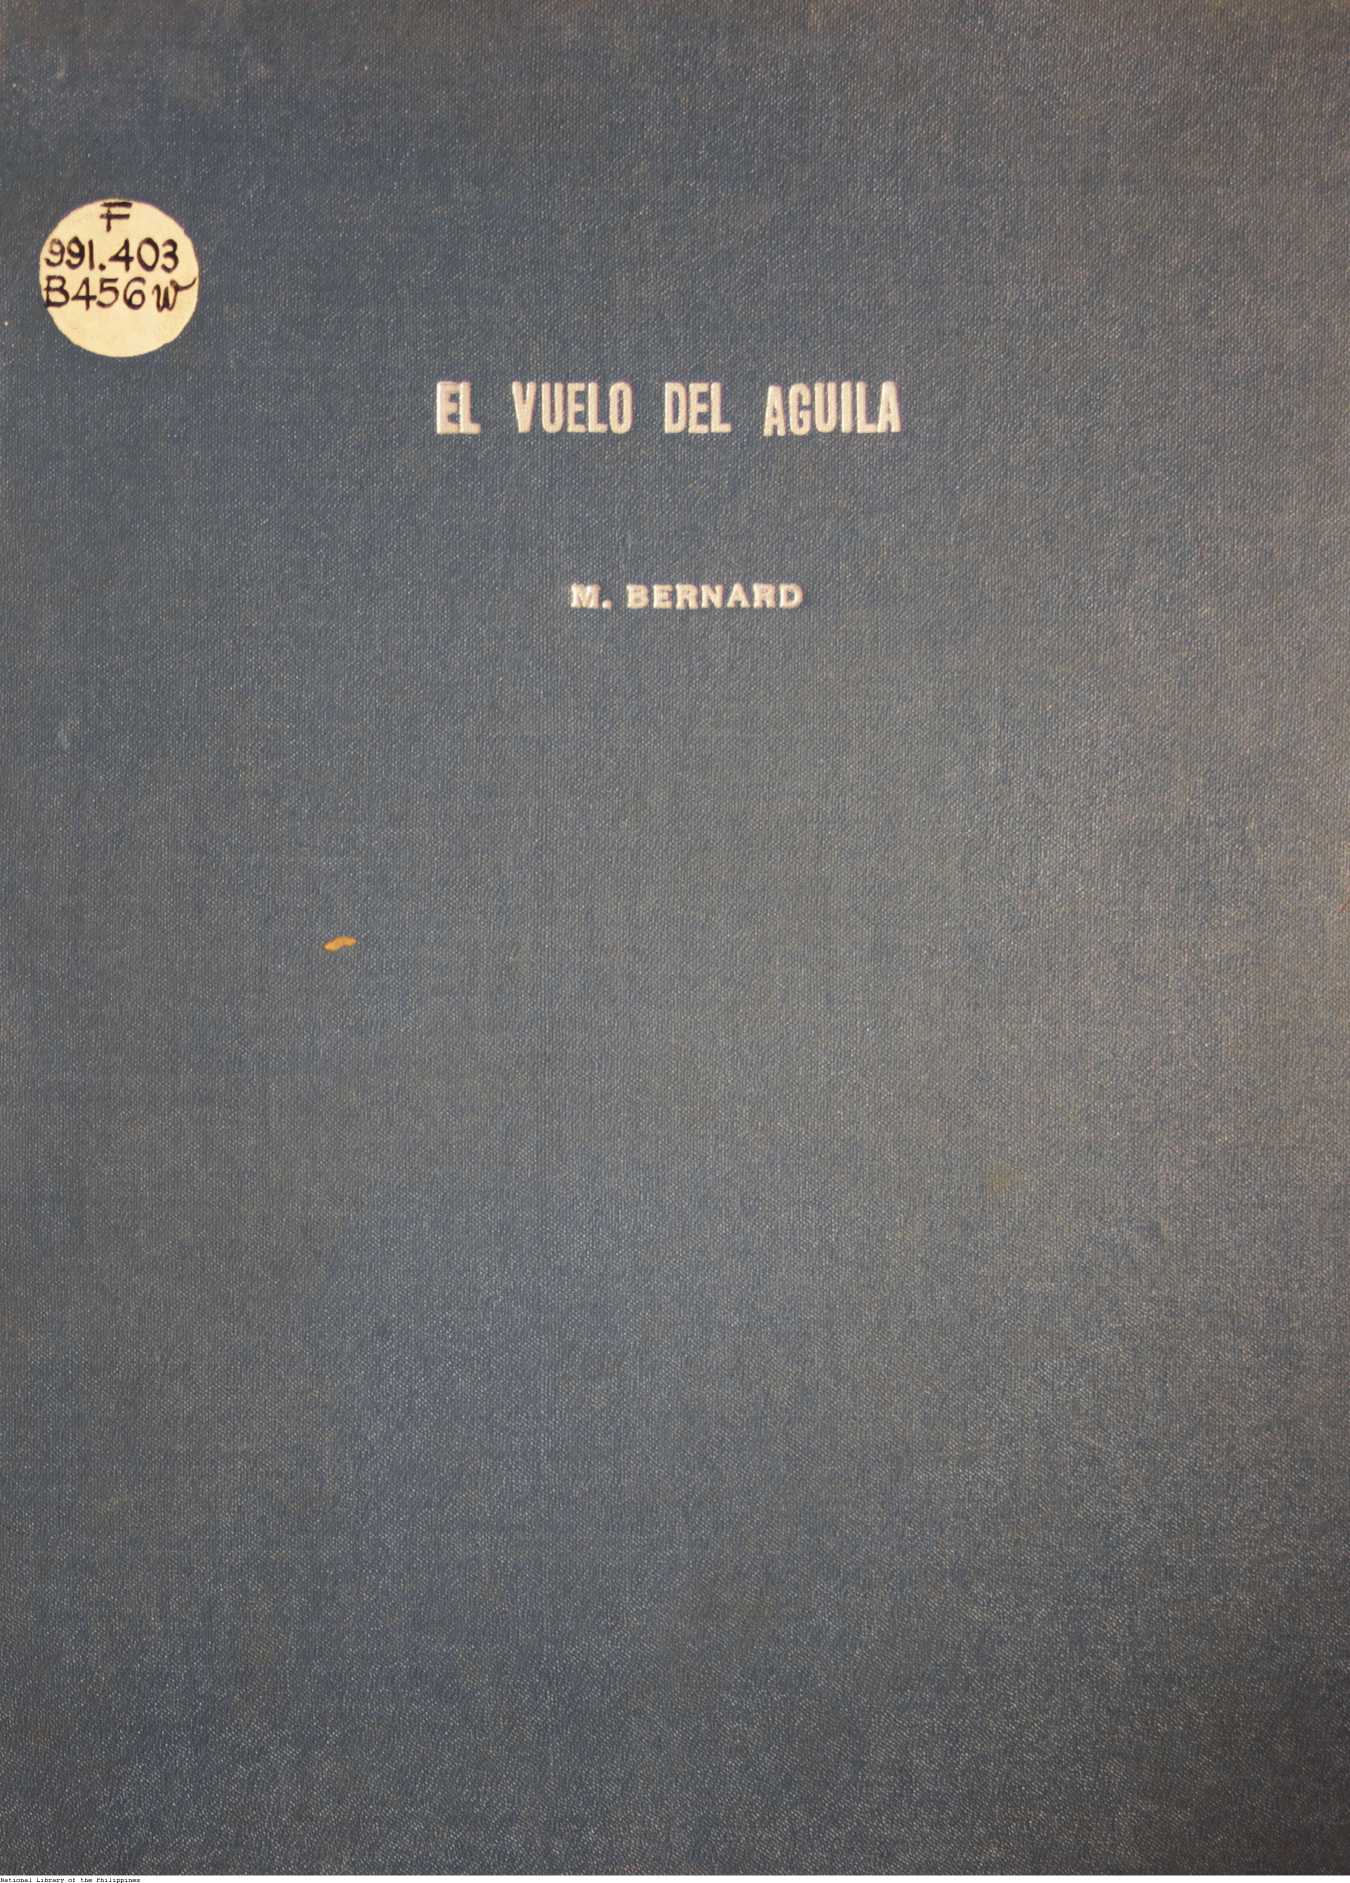 F
991.403
B456w
EL VUELO DEL AGUILA
M. BERNARD
National Library of the Philippines